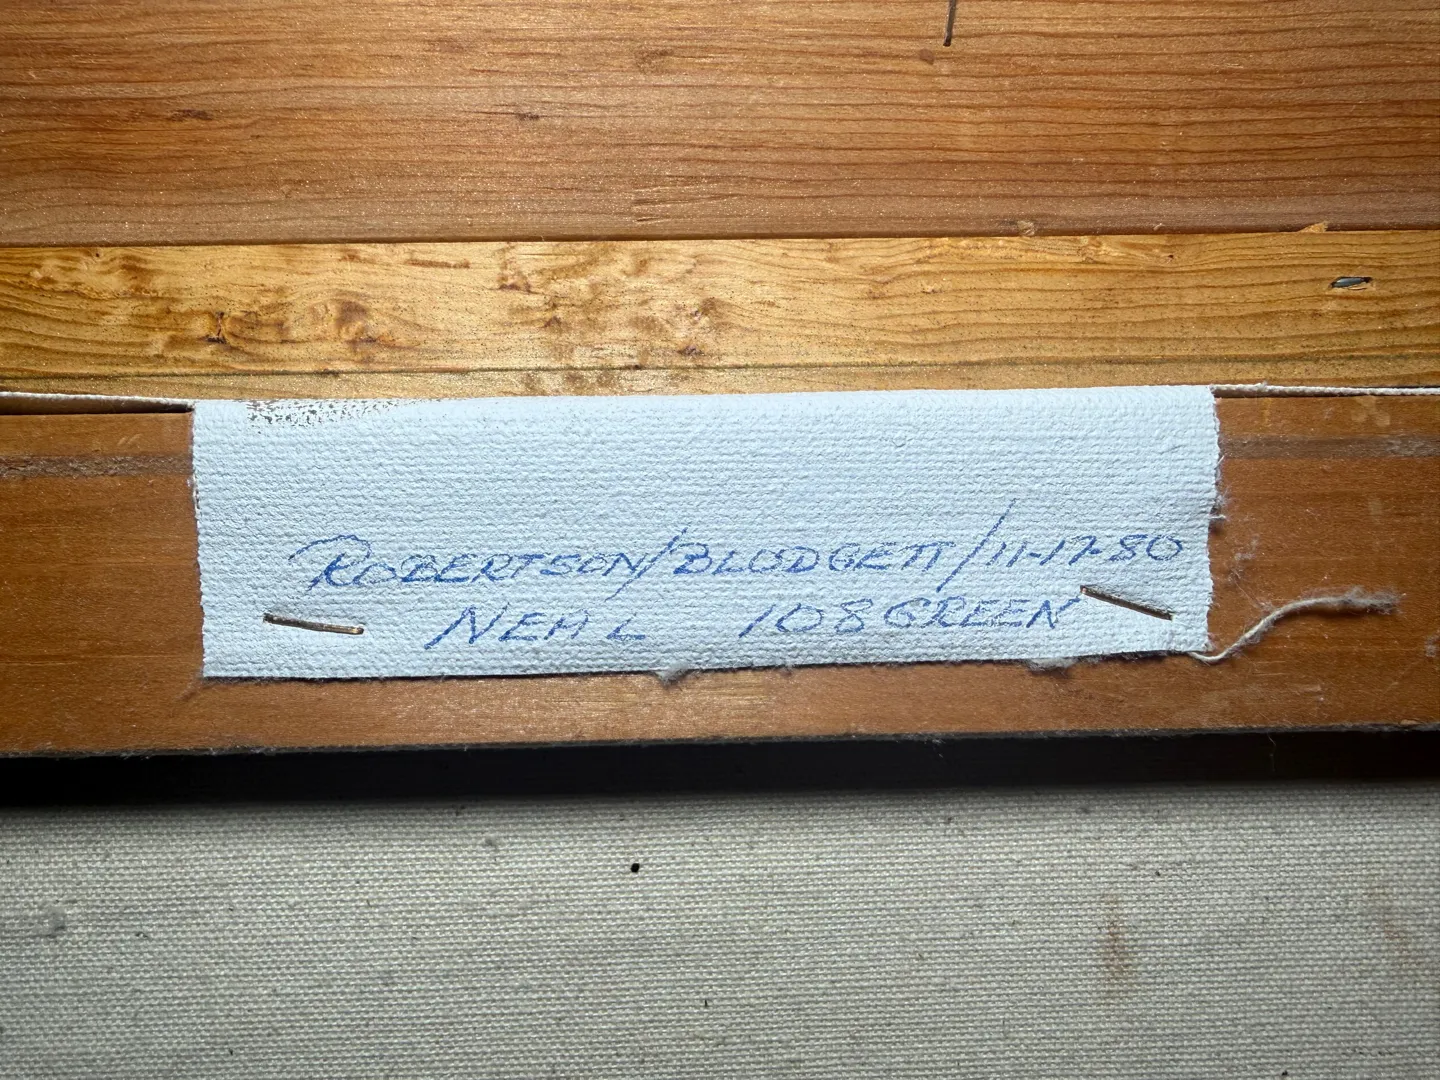 ROBERTSON/BLODGETT/11-17-80
NEAL 108 GREEN